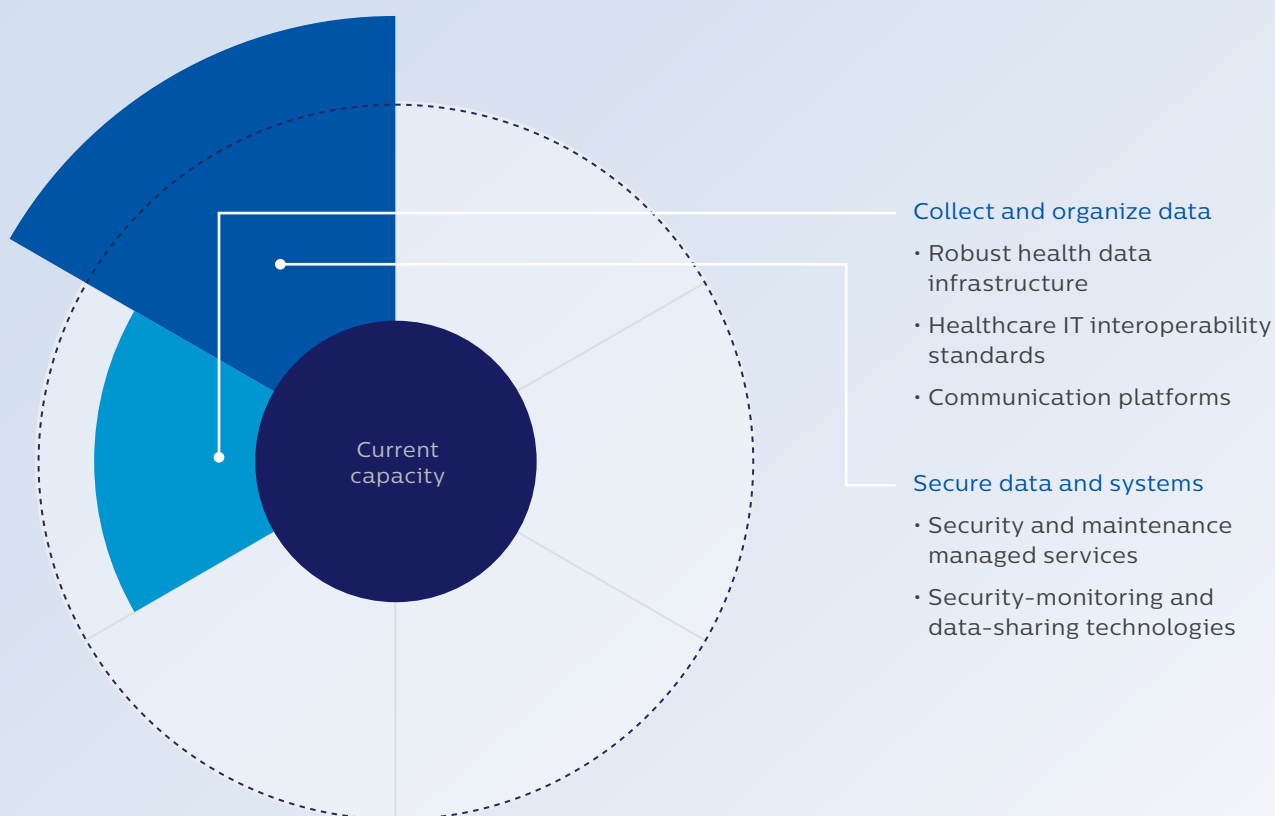 Current
capacity
Collect and organize data
· Robust health data
infrastructure
· Healthcare IT interoperability
standards
· Communication platforms
Secure data and systems
· Security and maintenance
managed services
· Security-monitoring and
data-sharing technologies